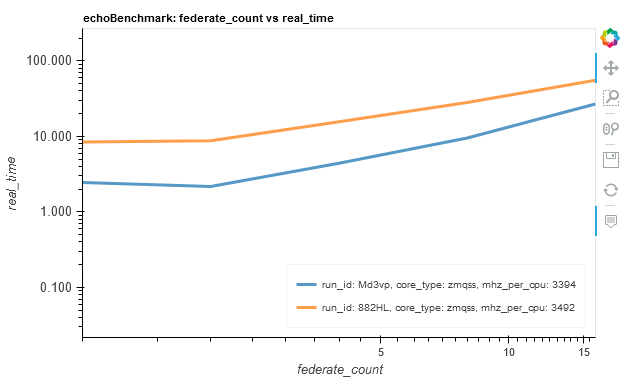 echoBenchmark: federate_count vs real_time
100.000
10.000
1.000
0.100
real_time
run_id: Md3vp, core_type: zmqss, mhz_per_cpu: 3394
run_id: 882HL, core_type: zmqss, mhz_per_cpu: 3492
5
10
15
federate_count